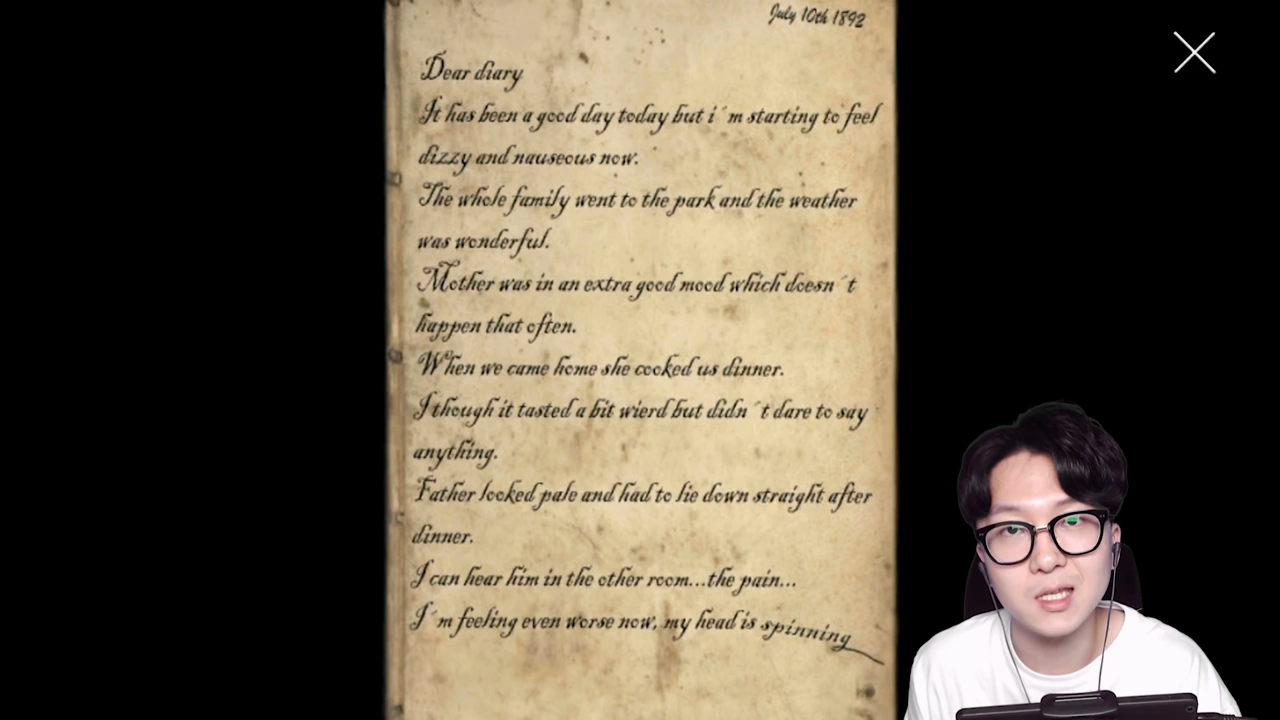 July 10th 1892
Dear diary
It has been a good day today but i´m starting to feel
dizzy and nauseous now.
The whole family went to the park and the weather
was wonderful.
Mother was in an extra good mood which doesn´t
happen that often.
When we came home she cooked us dinner.
I though it tasted a bit wierd but didn´t dare to say
anything.
Father looked pale and had to lie down straight after
dinner.
I can hear him in the other room...the pain...
I´m feeling even worse now, my head is spinning